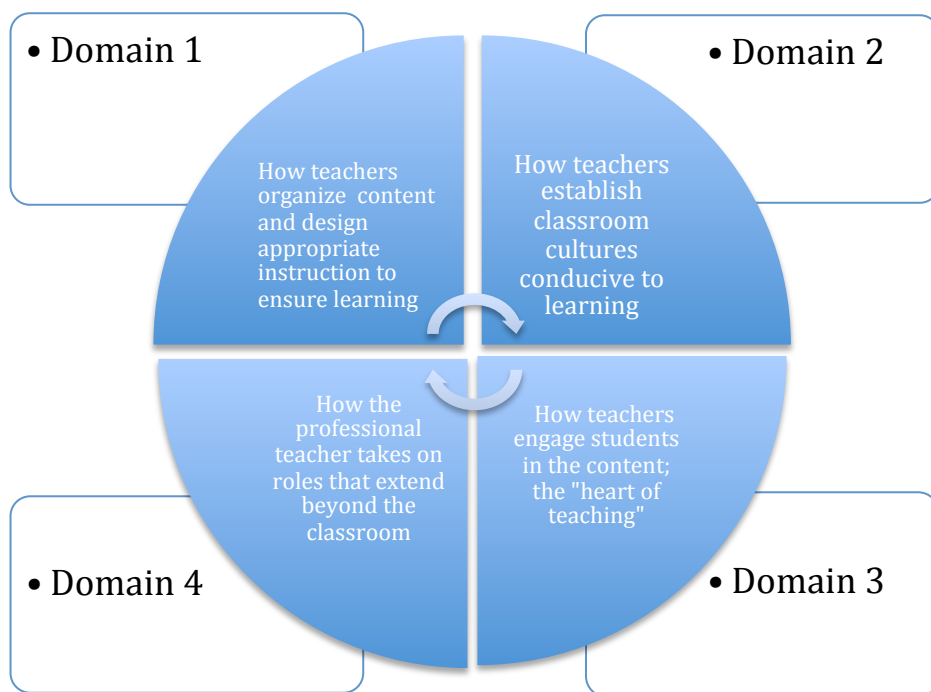 • Domain 1
How teachers
organize content
and design
appropriate
instruction to
ensure learning
• Domain 2
How teachers
establish
classroom
cultures
conducive to
learning
• Domain 4
How the
professional
teacher takes on
roles that extend
beyond the
classroom
• Domain 3
How teachers
engage students
in the content;
the "heart of
teaching"